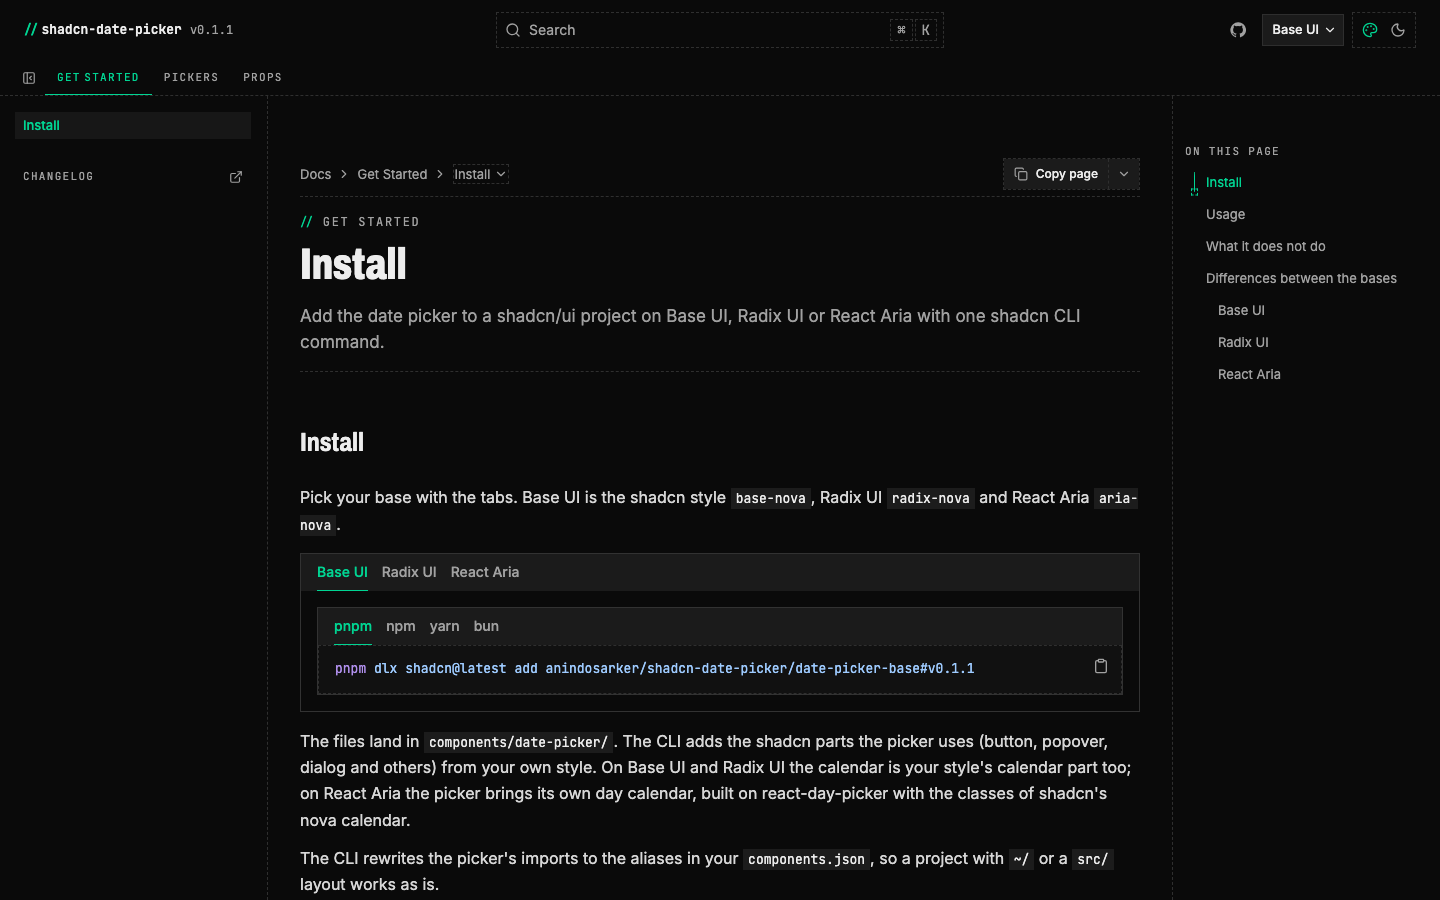 // shadcn-date-picker v0.1.1
Search
⌘ K
Base UI
GET STARTED
PICKERS
PROPS
Install
CHANGELOG
Docs > Get Started > Install
Copy page
// GET STARTED
Install
Add the date picker to a shadcn/ui project on Base UI, Radix UI or React Aria with one shadcn CLI
command.
Install
Pick your base with the tabs. Base UI is the shadcn style base-nova, Radix UI radix-nova and React Aria aria-
nova.
Base UI Radix UI React Aria
pnpm npm yarn bun
pnpm dlx shadcn@latest add anindosarker/shadcn-date-picker/date-picker-base#v0.1.1
The files land in components/date-picker/. The CLI adds the shadcn parts the picker uses (button, popover,
dialog and others) from your own style. On Base UI and Radix UI the calendar is your style's calendar part too;
on React Aria the picker brings its own day calendar, built on react-day-picker with the classes of shadcn's
nova calendar.
The CLI rewrites the picker's imports to the aliases in your components.json, so a project with ~/ or a src/
layout works as is.
ON THIS PAGE
Install
Usage
What it does not do
Differences between the bases
Base UI
Radix UI
React Aria